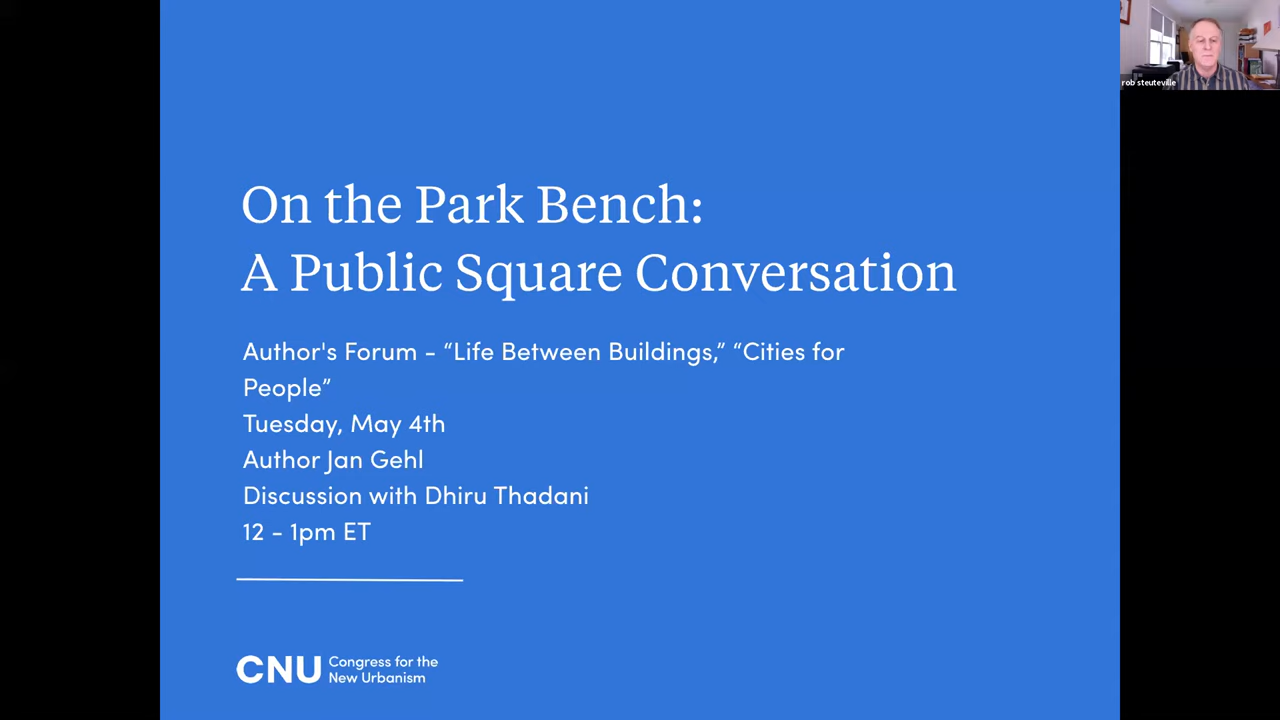 rob steuteville
On the Park Bench:
A Public Square Conversation
Author's Forum - “Life Between Buildings,” “Cities for
People”
Tuesday, May 4th
Author Jan Gehl
Discussion with Dhiru Thadani
12 - 1pm ET
CNU Congress for the
New Urbanism